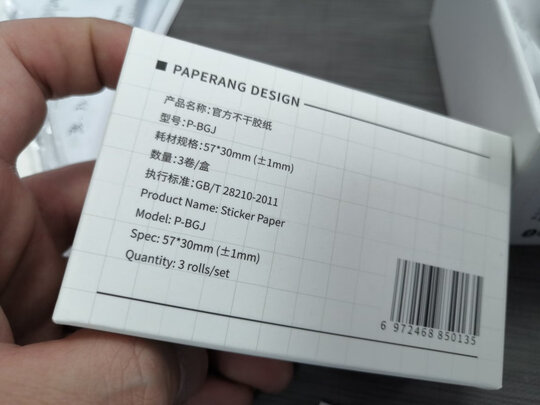 ■ PAPERANG DESIGN
产品名称：官方不干胶纸
型号：P-BGJ
耗材规格：57*30mm (±1mm)
数量：3卷/盒
执行标准：GB/T 28210-2011
Product Name: Sticker Paper
Model: P-BGJ
Spec: 57*30mm (±1mm)
Quantity: 3 rolls/set
6 972468 850135